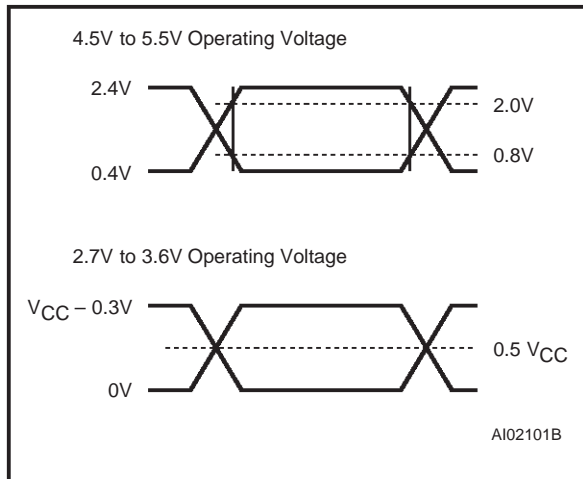 4.5V to 5.5V Operating Voltage
2.4V
2.0V
0.8V
0.4V
2.7V to 3.6V Operating Voltage
VCC – 0.3V
0.5 VCC
0V
AI02101B